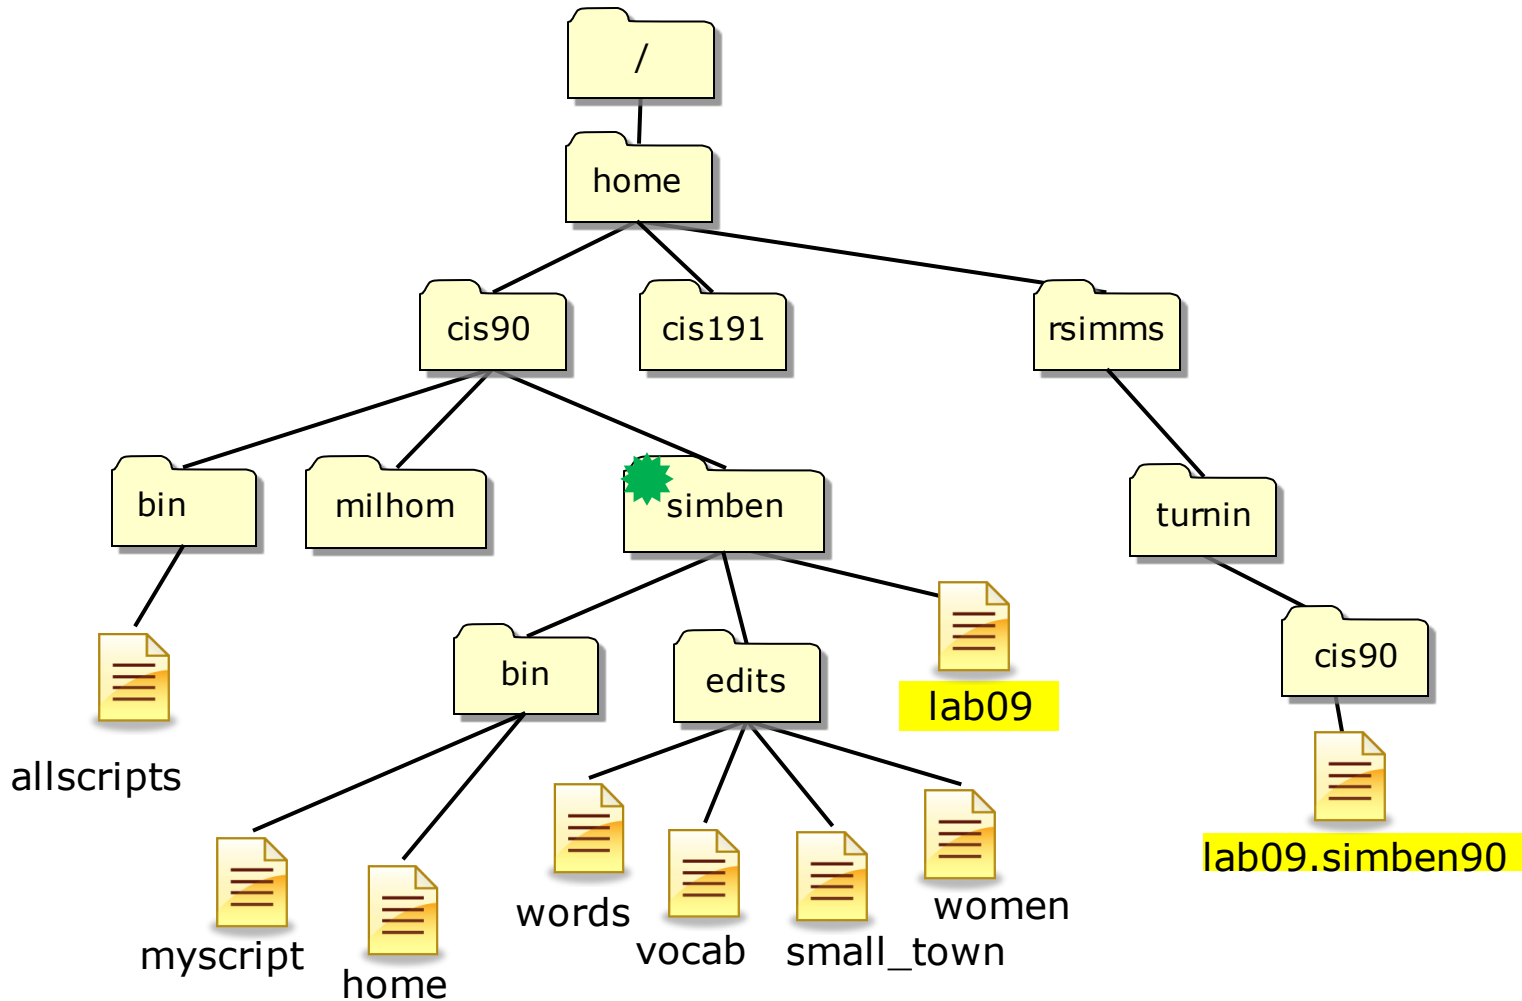 /
home
cis90
cis191
rsimms
bin
milhom
simben
turnin
bin
edits
lab09
cis90
allscripts
myscript
home
words
vocab
small_town
women
lab09.simben90